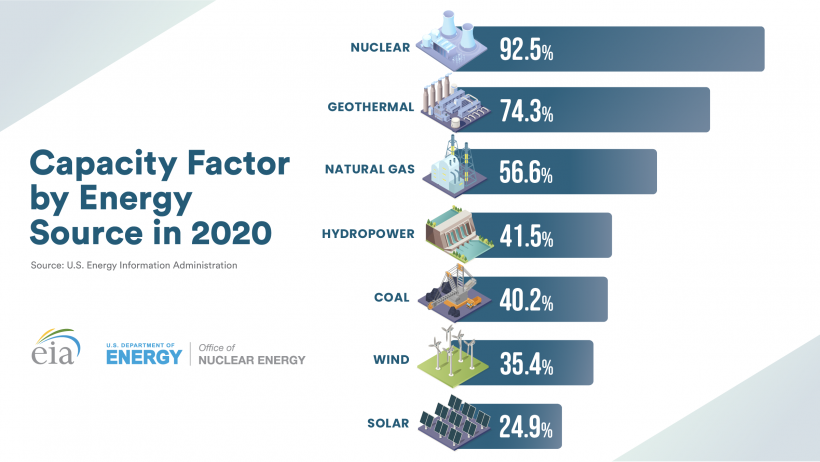 Capacity Factor
by Energy
Source in 2020
Source: U.S. Energy Information Administration
eia
U.S. DEPARTMENT OF
ENERGY
Office of
NUCLEAR ENERGY
NUCLEAR 92.5%
GEOTHERMAL 74.3%
NATURAL GAS 56.6%
HYDROPOWER 41.5%
COAL 40.2%
WIND 35.4%
SOLAR 24.9%